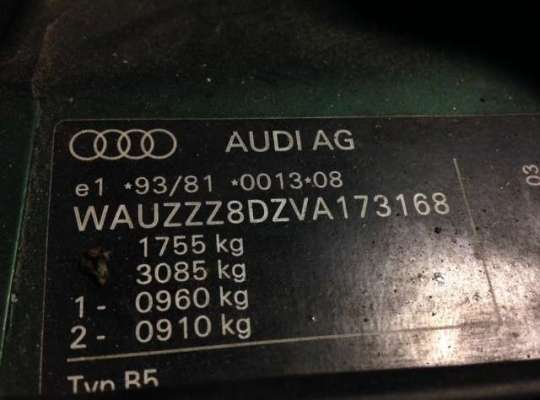 AUDI AG
e1 *93/81 *0013*08
WAUZZZ8DZVA173168
1755 kg
3085 kg
1 - 0960 kg
2 - 0910 kg
Typ B5
03